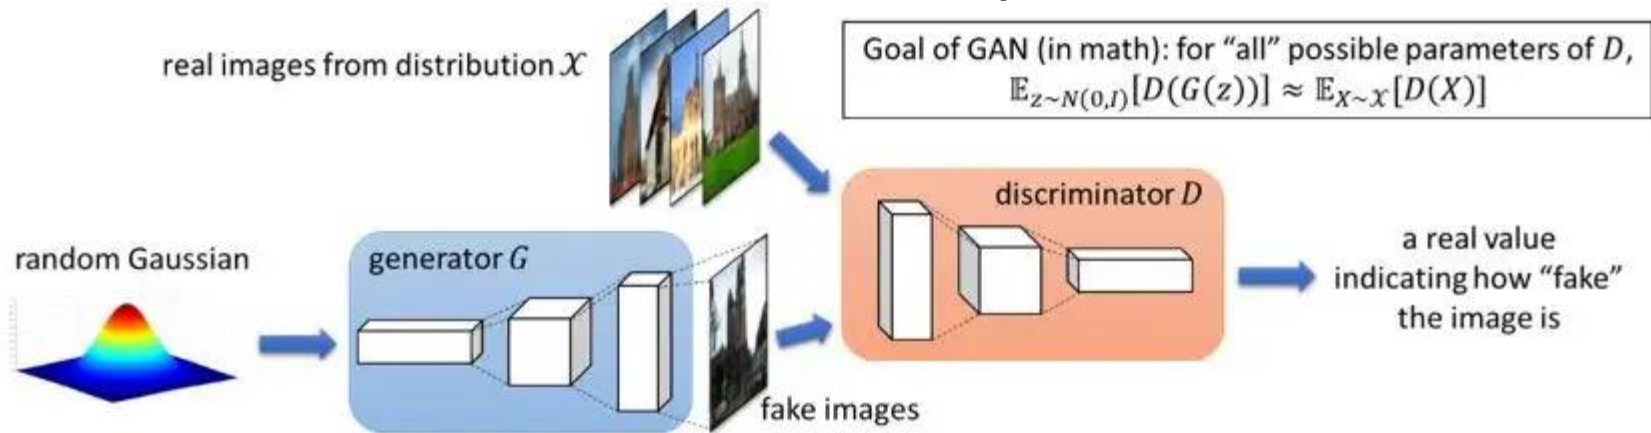 real images from distribution 𝒳
Goal of GAN (in math): for “all” possible parameters of D,
𝔼_{z~N(0,I)}[D(G(z))] ≈ 𝔼_{X~𝒳}[D(X)]
discriminator D
random Gaussian
generator G
a real value
indicating how “fake”
the image is
fake images